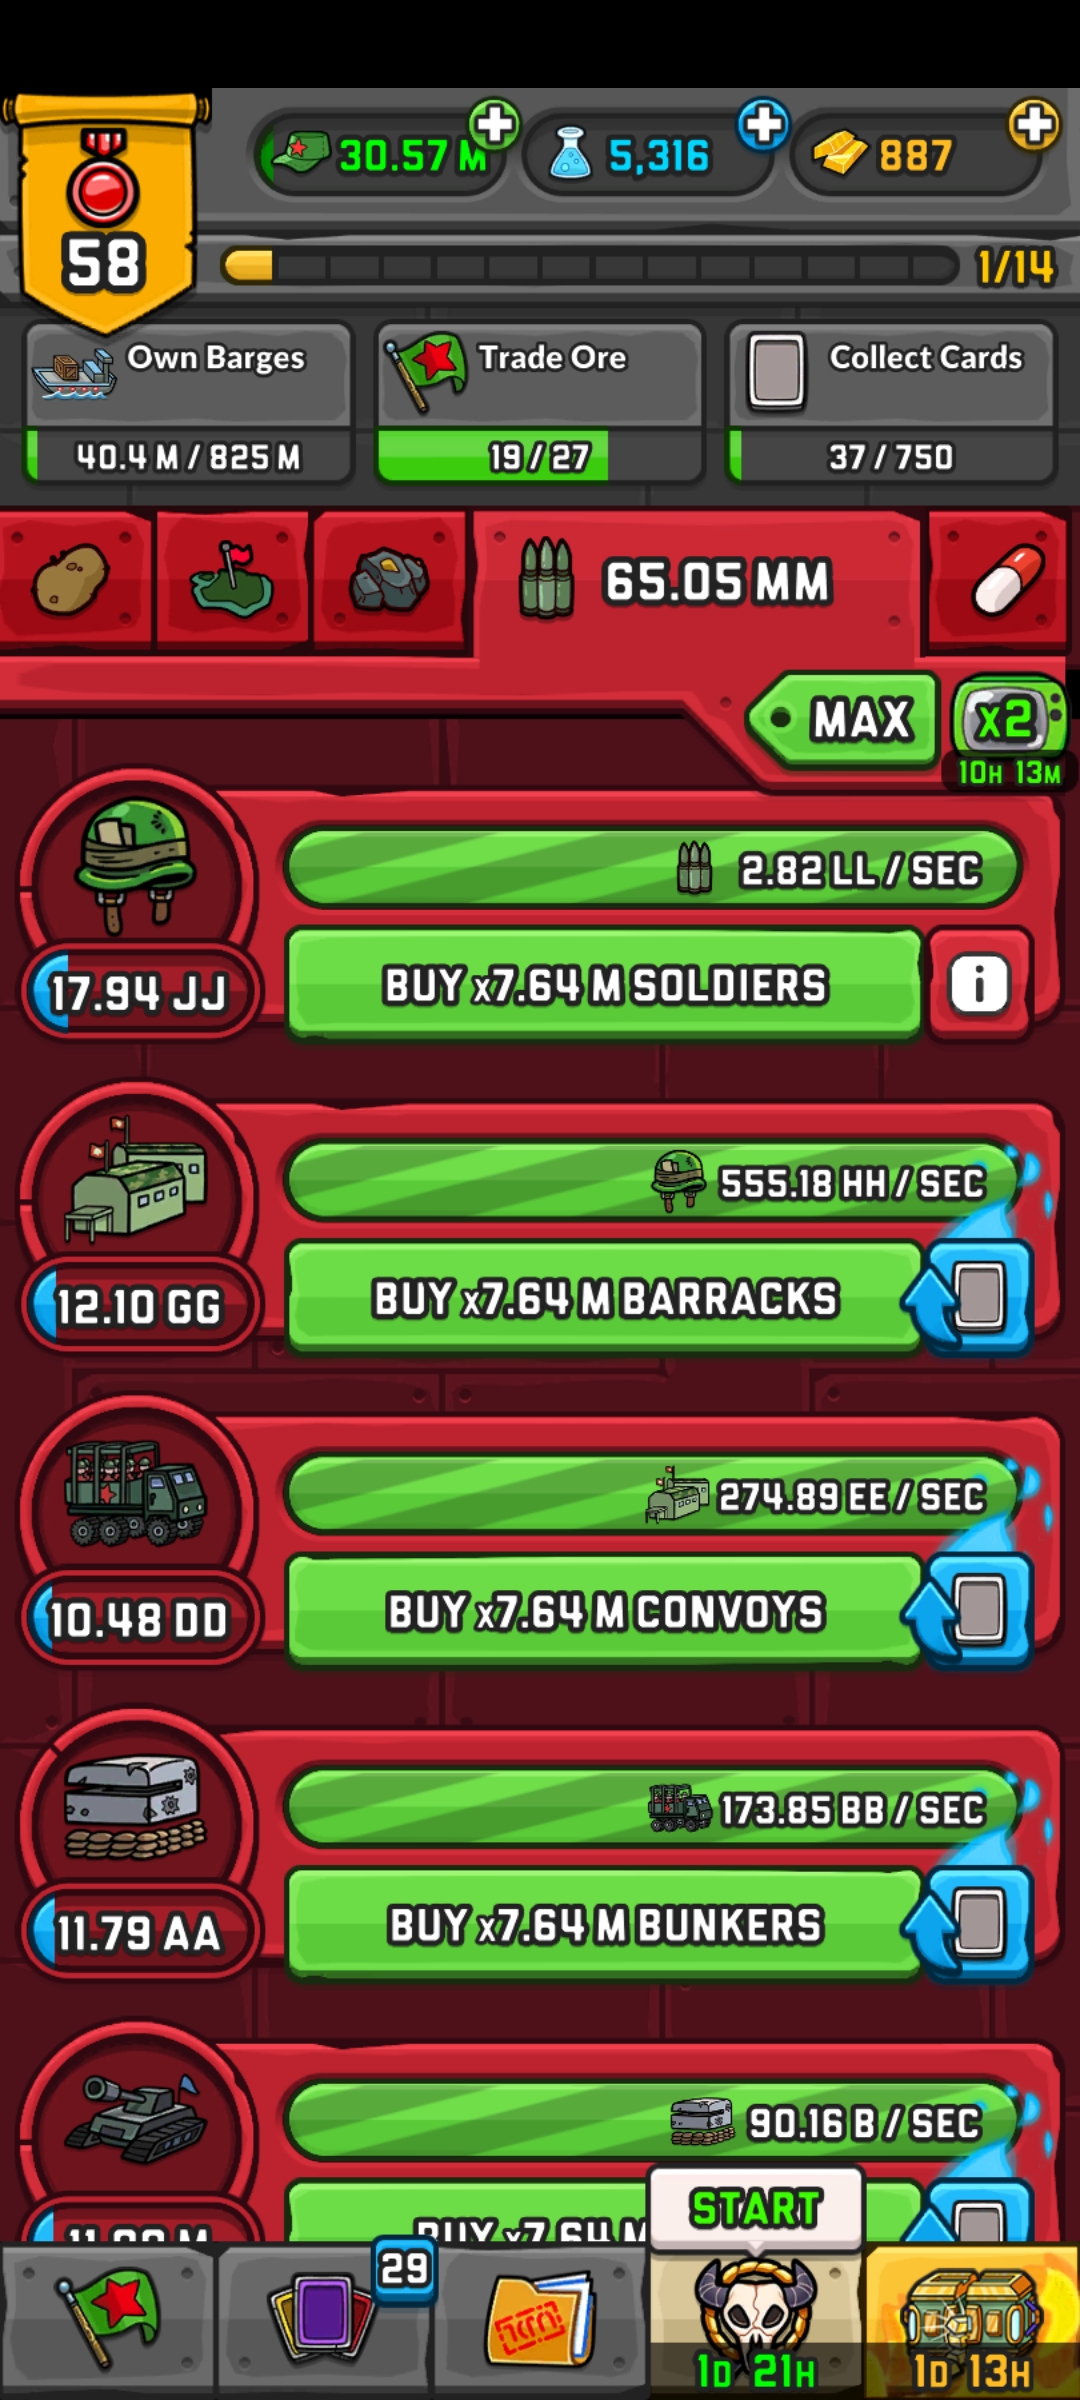 58
30.57 M
5,316
887
1/14
Own Barges
40.4 M / 825 M
Trade Ore
19 / 27
Collect Cards
37 / 750
65.05 MM
MAX
x2
10H 13M
2.82 LL / SEC
17.94 JJ
BUY x7.64 M SOLDIERS
i
555.18 HH / SEC
12.10 GG
BUY x7.64 M BARRACKS
274.89 EE / SEC
10.48 DD
BUY x7.64 M CONVOYS
173.85 BB / SEC
11.79 AA
BUY x7.64 M BUNKERS
90.16 B / SEC
BUY x7.64 M
START
29
1D 21H
1D 13H